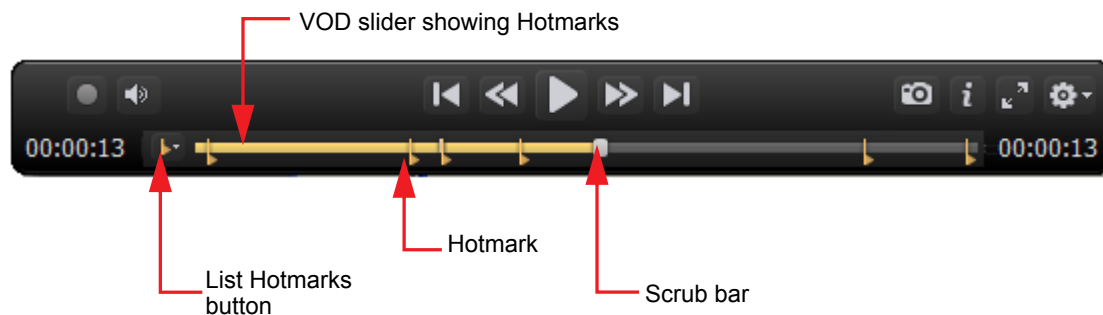 VOD slider showing Hotmarks
00:00:13
00:00:13
Hotmark
List Hotmarks
button
Scrub bar